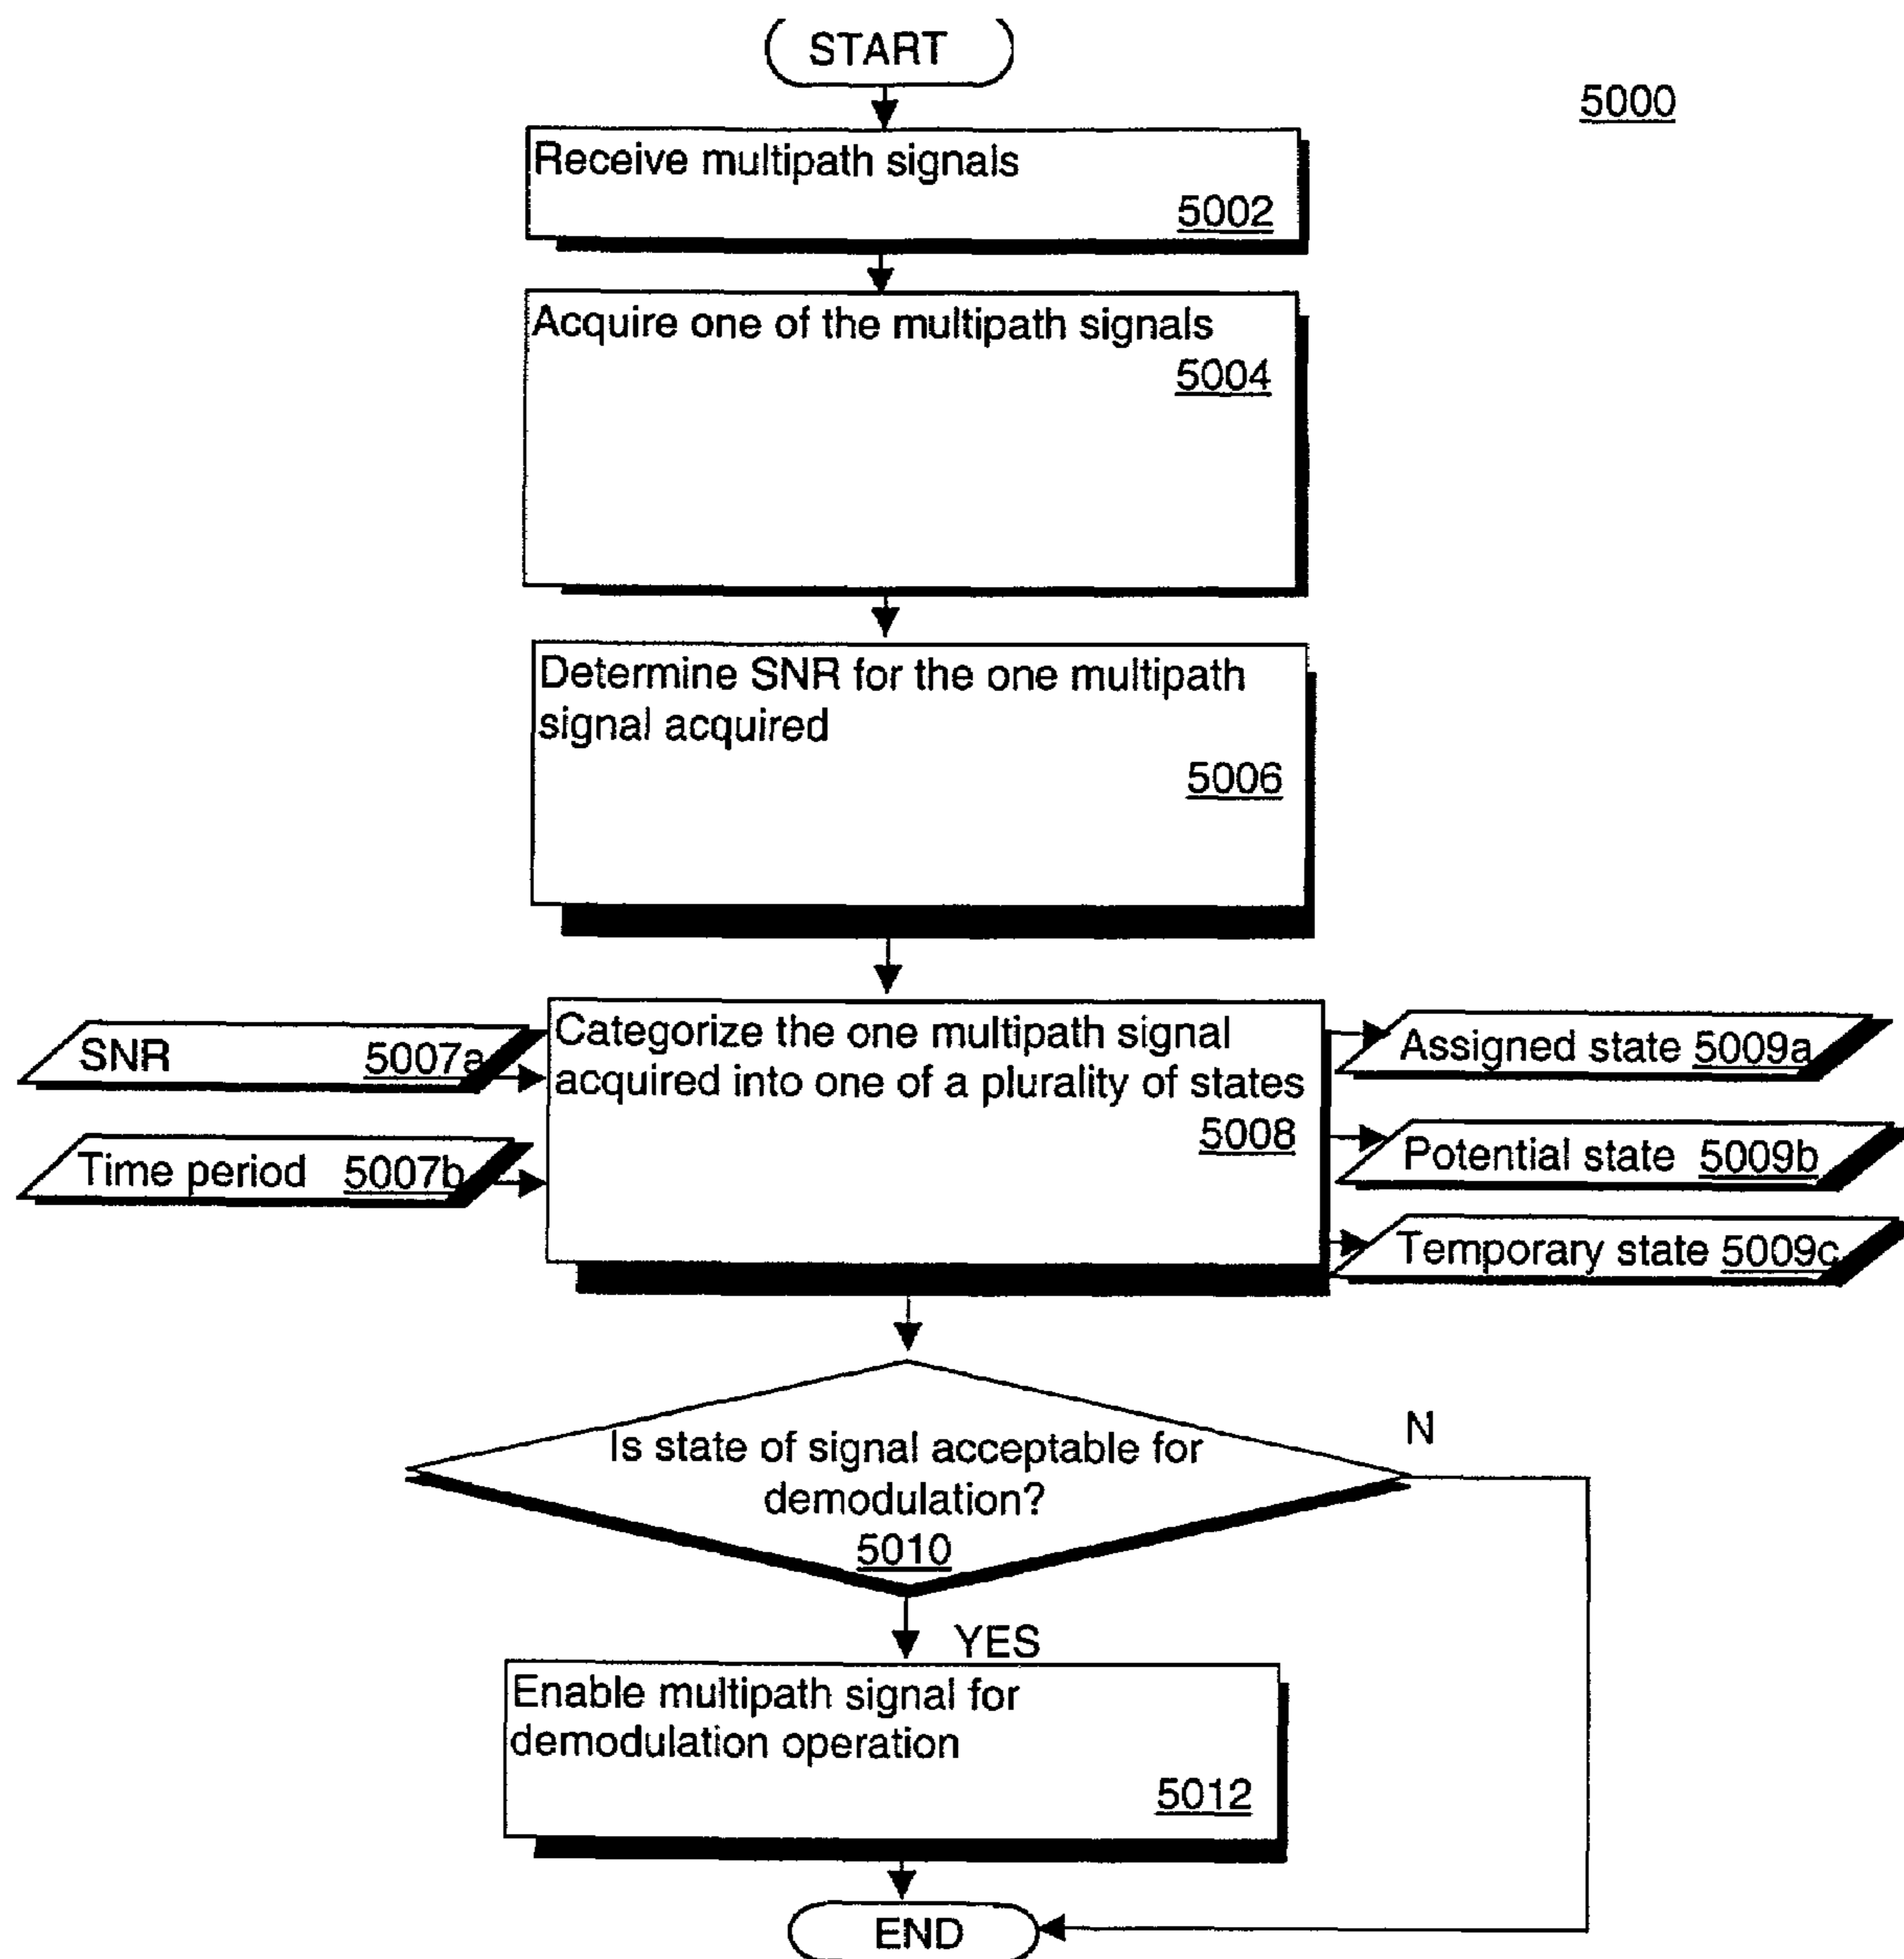 START
5000
Receive multipath signals
5002
Acquire one of the multipath signals
5004
Determine SNR for the one multipath
signal acquired
5006
SNR 5007a
Time period 5007b
Categorize the one multipath signal
acquired into one of a plurality of states
5008
Assigned state 5009a
Potential state 5009b
Temporary state 5009c
Is state of signal acceptable for
demodulation?
5010
N
YES
Enable multipath signal for
demodulation operation
5012
END